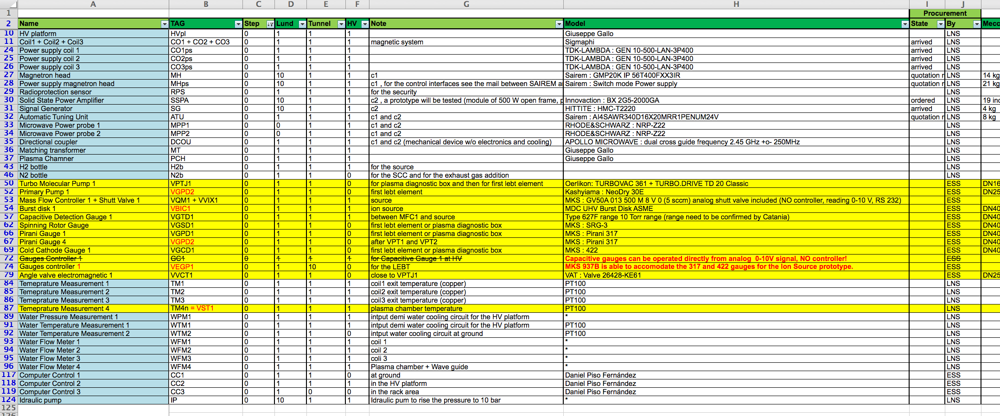 A B C D E F G H I J
1 Procurement
2 Name TAG Step Lund Tunnel HV Note Model State By Mecc
10 HV platform HVpl 0 1 1 1 Giuseppe Gallo LNS
11 Coil1 + Coil2 + Coil3 CO1 + CO2 + CO3 0 1 1 1 magnetic system Sigmaphi arrived LNS
24 Power supply coil 1 CO1ps 0 1 1 1 TDK-LAMBDA : GEN 10-500-LAN-3P400 arrived LNS
25 Power supply coil 2 CO2ps 0 1 1 1 TDK-LAMBDA : GEN 10-500-LAN-3P400 arrived LNS
26 Power supply coil 3 CO3ps 0 1 1 1 TDK-LAMBDA : GEN 10-500-LAN-3P400 arrived LNS
27 Magnetron head MH 0 10 1 1 c1 Sairem : GMP20K IP 56T400FXX3IR quotation r LNS 14 kg
28 Power supply magnetron head MHps 0 10 1 1 c1 , for the control interfaces see the mail between SAIREM a Sairem : Switch mode Power supply quotation r LNS 21 kg
29 Radioprotection sensor RPS 0 1 1 1 for the security LNS
30 Solid State Power Amplifier SSPA 0 10 1 1 c2 , a prototype will be tested (module of 500 W open frame, p Innovaction : BX 2G5-2000GA ordered LNS 19 inc
31 Signal Generator SG 0 10 1 1 c2 HITTITE : HMC-T2220 arrived LNS 4 kg
32 Automatic Tuning Unit ATU 0 1 1 1 c1 and c2 Sairem : AI4SAWR340D16X20MRR1PENUM24V quotation r LNS 8 kg
33 Microwave Power probe 1 MPP1 0 0 1 1 c1 and c2 RHODE&SCHWARZ : NRP-Z22 LNS
34 Microwave Power probe 2 MPP2 0 0 1 1 c1 and c2 RHODE&SCHWARZ : NRP-Z22 LNS
35 Directional coupler DCOU 0 1 1 1 c1 and c2 (mechanical device w/o electronics and cooling) APOLLO MICROWAVE : dual cross guide frequency 2.45 GHz +o- 250MHz LNS
36 Matching transformer MT 0 1 1 1 Giuseppe Gallo LNS
37 Plasma Chamner PCH 0 1 1 1 Giuseppe Gallo LNS
43 H2 bottle H2b 0 1 1 1 for the source LNS
46 N2 bottle N2b 0 1 1 0 for the SCC and for the exhaust gas addition LNS
50 Turbo Molecular Pump 1 VPTJ1 0 1 1 0 for plasma diagnostic box and then for first lebt element Oerlikon: TURBOVAC 361 + TURBO.DRIVE TD 20 Classic ESS DN16
52 Primary Pump 1 VGPD2 0 1 1 0 first lebt element Kashyiama : NeoDry 30E ESS DN25
53 Mass Flow Controller 1 + Shutt Valve 1 VQM1 + VVIX1 0 1 1 1 source MKS : GV50A 013 500 M 8 V 0 (5 sccm) analog shutt valve included (NO controller, reading 0-10 V, RS 232) ESS
54 Burst disk 1 VBIC1 0 1 1 1 ion source MDC UHV Burst Disk ASME ESS DN40
57 Capacitive Detection Gauge 1 VGTD1 0 1 1 1 between MFC1 and source Type 627F range 10 Torr range (range need to be confirmed by Catania) ESS DN40
62 Spinning Rotor Gauge VGSD1 0 1 1 0 first lebt element or plasma diagnostic box MKS : SRG-3 ESS DN40
66 Pirani Gauge 1 VGPD1 0 1 1 0 first lebt element or plasma diagnostic box MKS : Pirani 317 ESS DN40
67 Pirani Gauge 4 VGPD2 0 1 1 0 after VPT1 and VPT2 MKS : Pirani 317 ESS DN40
69 Cold Cathode Gauge 1 VGCD1 0 1 1 0 first lebt element or plasma diagnostic box MKS : 422 ESS DN40
72 Gauges Controller 1 GC1 0 1 1 1 for Capacitive Gauge 1 at HV Capacitive gauges can be operated directly from analog 0-10V signal, NO controller! ESS
74 Gauges controller 1 VEGP1 0 1 10 0 for the LEBT MKS 937B is able to accomodate the 317 and 422 gauges for the Ion Source prototype. ESS
79 Angle valve electromagnetic 1 VVCT1 0 1 1 0 close to VPTJ1 VAT : Valve 26428-KE61 ESS DN25
84 Temeprature Measurement 1 TM1 0 1 1 1 coil1 exit temperature (copper) PT100 LNS
85 Temeprature Measurement 2 TM2 0 1 1 1 coil2 exit temperature (copper) PT100 LNS
86 Temeprature Measurement 3 TM3 0 1 1 1 coil3 exit temperature (copper) PT100 LNS
87 Temeprature Measurement 4 TM4n = VST1 0 1 1 1 plasma chamber temperature PT100 LNS
89 Water Pressure Measurement 1 WPM1 0 1 1 1 intput demi water cooling circuit for the HV platform * LNS
91 Water Temperature Measurement 1 WTM1 0 1 1 1 intput demi water cooling circuit for the HV platform PT100 LNS
92 Water Temperature Measurement 2 WTM2 0 1 1 0 intput water cooling circuit at ground PT100 LNS
93 Water Flow Meter 1 WFM1 0 1 1 1 coil 1 * LNS
94 Water Flow Meter 2 WFM2 0 1 1 1 coil 2 * LNS
95 Water Flow Meter 3 WFM3 0 1 1 1 coli 3 * LNS
96 Water Flow Meter 4 WFM4 0 1 1 1 Plasma chamber + Wave guide * LNS
117 Computer Control 1 CC1 0 1 1 0 at ground Daniel Piso Fernández ESS
118 Computer Control 2 CC2 0 1 1 1 in the HV platform Daniel Piso Fernández ESS
119 Computer Control 3 CC3 0 1 0 0 in the rack area Daniel Piso Fernández ESS
124 Idraulic pump IP 0 10 1 1 Idraulic pum to rise the pressure to 10 bar * LNS
125
126